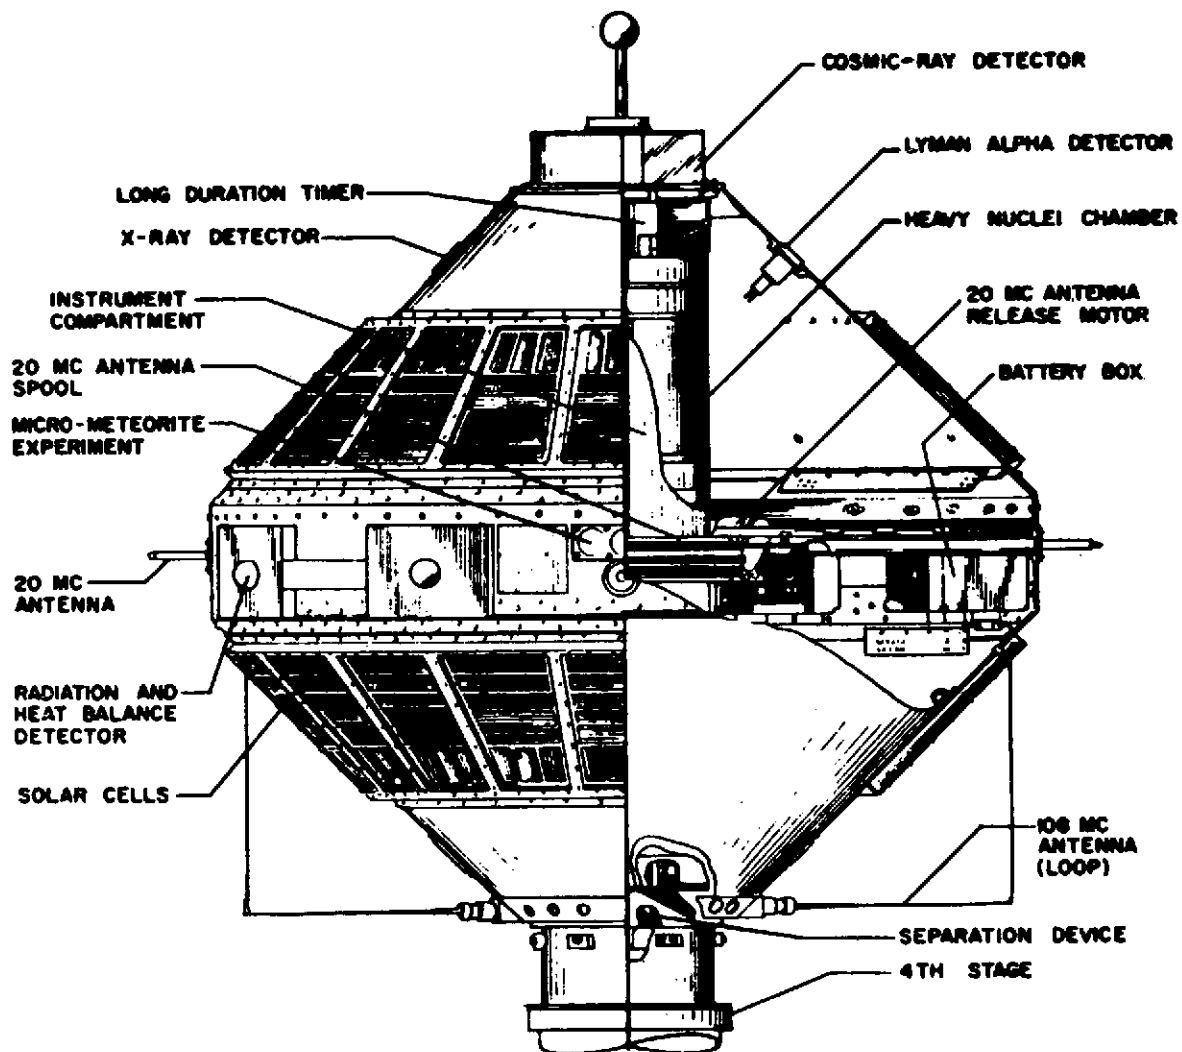 COSMIC-RAY DETECTOR
LYMAN ALPHA DETECTOR
LONG DURATION TIMER
HEAVY NUCLEI CHAMBER
X-RAY DETECTOR
INSTRUMENT
COMPARTMENT
20 MC ANTENNA
RELEASE MOTOR
20 MC ANTENNA
SPOOL
BATTERY BOX
MICRO-METEORITE
EXPERIMENT
20 MC
ANTENNA
RADIATION AND
HEAT BALANCE
DETECTOR
SOLAR CELLS
108 MC
ANTENNA
(LOOP)
SEPARATION DEVICE
4TH STAGE